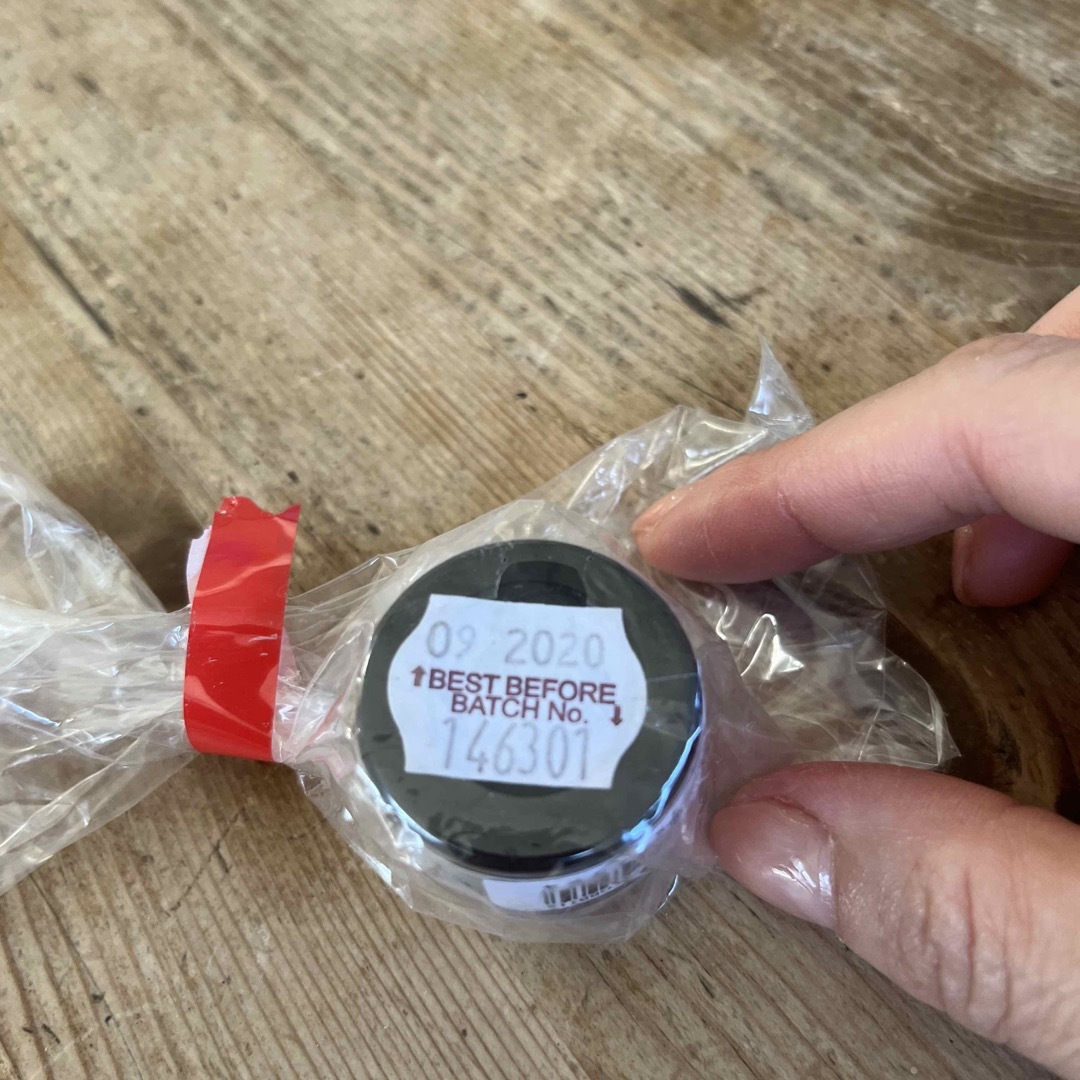 09 2020
↑BEST BEFORE
BATCH No.↓
146301